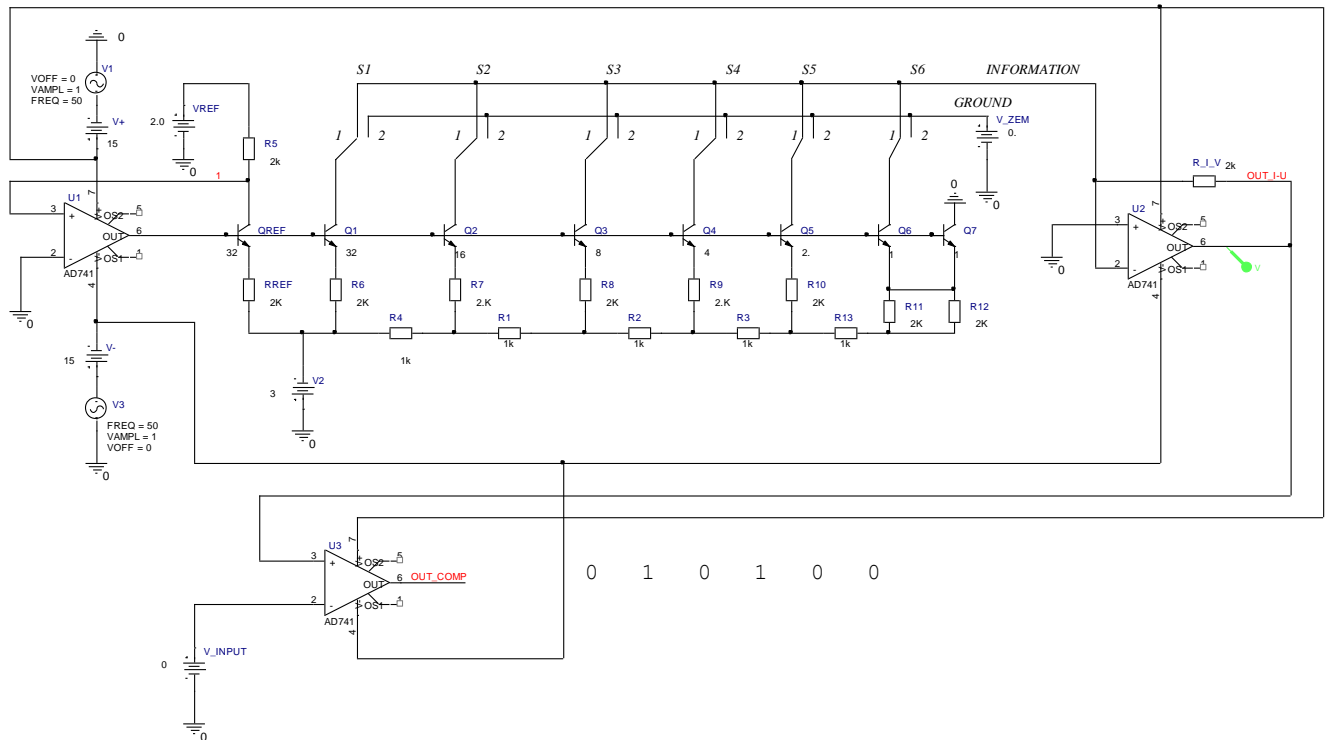 0
V1
VOFF = 0
VAMPL = 1
FREQ = 50
V+
15
VREF
2.0
0
R5
2k
1
S1 S2 S3 S4 S5 S6 INFORMATION
GROUND
1 2 1 2 1 2 1 2 1 2 1 2
V_ZEM
0.
0
R_I_V 2k
OUT_I-U
U1
3
+
2
-
7
V+
OS2
5
OUT
6
OS1
1
V-
4
AD741
0
QREF
32
Q1
32
Q2
16
Q3
8
Q4
4
Q5
2.
Q6
1
Q7
1
0
U2
3
+
2
-
7
V+
OS2
5
OUT
6
OS1
1
V-
4
AD741
0
V
RREF
2K
R6
2K
R7
2.K
R8
2K
R9
2.K
R10
2K
R11
2K
R12
2K
R4
1k
R1
1k
R2
1k
R3
1k
R13
1k
V-
15
V2
3
0
V3
FREQ = 50
VAMPL = 1
VOFF = 0
0
U3
3
+
2
-
7
V+
OS2
5
OUT
6
OUT_COMP
OS1
1
V-
4
AD741
0 1 0 1 0 0
V_INPUT
0
0